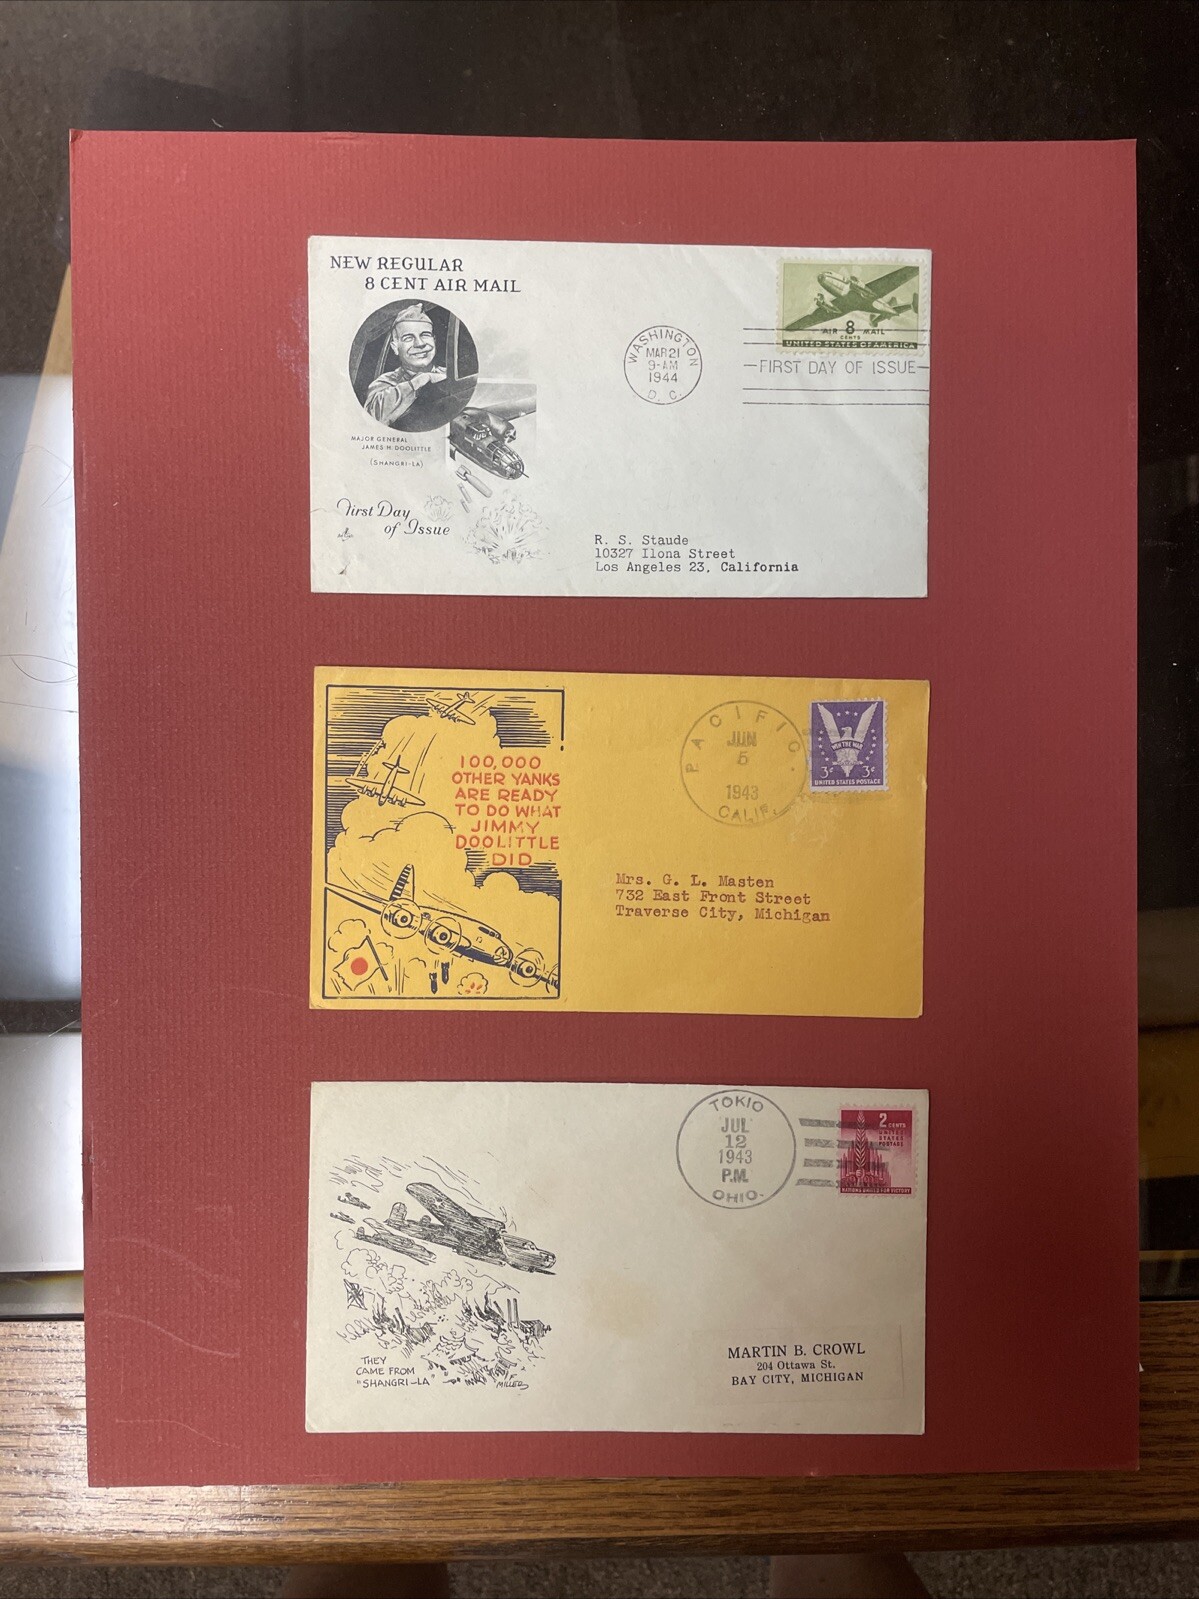 NEW REGULAR
8 CENT AIR MAIL
MAJOR GENERAL
JAMES H. DOOLITTLE
(SHANGRI-LA)
First Day
of Issue
WASHINGTON
MAR 21
9-AM
1944
D. C.
FIRST DAY OF ISSUE
AIR 8 MAIL
CENTS
UNITED STATES OF AMERICA
R. S. Staude
10327 Ilona Street
Los Angeles 23, California
100,000
OTHER YANKS
ARE READY
TO DO WHAT
JIMMY
DOOLITTLE
DID
PACIFIC
JUN
5
1943
CALIF.
WIN THE WAR
3¢ 3¢
UNITED STATES POSTAGE
Mrs. G. L. Masten
732 East Front Street
Traverse City, Michigan
TOKIO
JUL
12
1943
P.M.
OHIO.
2 CENTS
UNITED
STATES
POSTAGE
NATIONS UNITED FOR VICTORY
THEY
CAME FROM
"SHANGRI-LA"
F
MILLER
MARTIN B. CROWL
204 Ottawa St.
BAY CITY, MICHIGAN